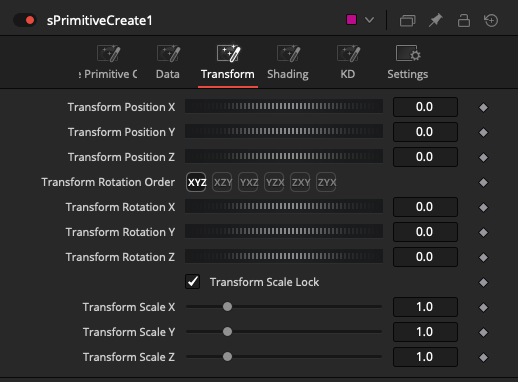 sPrimitiveCreate1
e Primitive C Data Transform Shading KD Settings
Transform Position X 0.0
Transform Position Y 0.0
Transform Position Z 0.0
Transform Rotation Order XYZ XZY YXZ YZX ZXY ZYX
Transform Rotation X 0.0
Transform Rotation Y 0.0
Transform Rotation Z 0.0
Transform Scale Lock
Transform Scale X 1.0
Transform Scale Y 1.0
Transform Scale Z 1.0